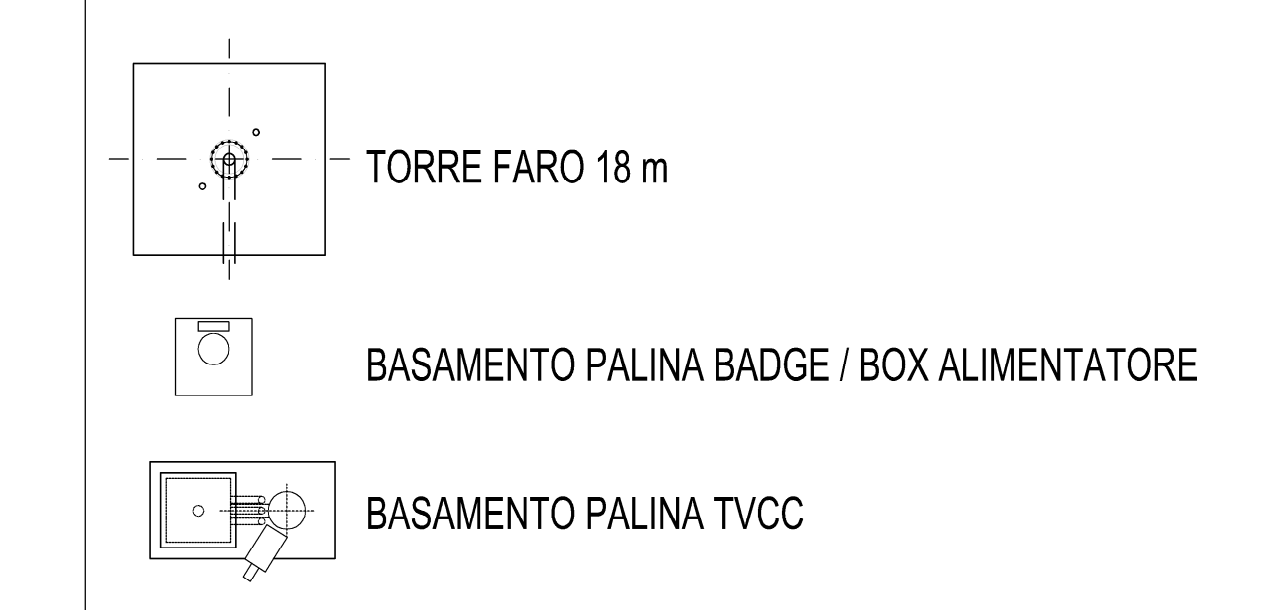 TORRE FARO 18 m
BASAMENTO PALINA BADGE / BOX ALIMENTATORE
BASAMENTO PALINA TVCC